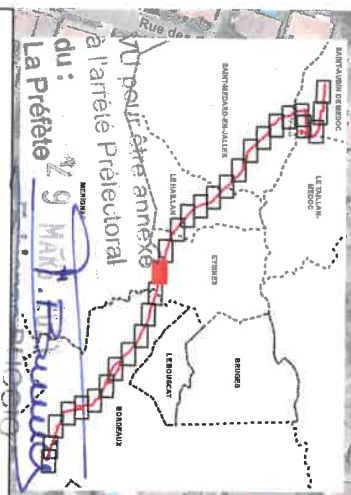 Rue des
SAINT-AUBIN DE MEDOC
LE TAILLAN-
MEDOC
SAINT-MEDARD-EN-JALLES
LE HAILLAN
EYSINES
BRUGES
LE BOUSCAT
BORDEAUX
MERIGNAC
Vu pour être annexé
à l'arrêté Préfectoral
du : 29 MAR.
La Préfète